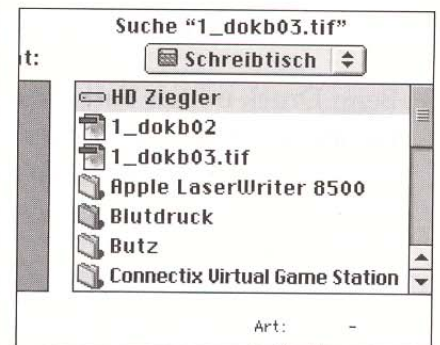 Suche “1_dokb03.tif”
it:
Schreibtisch
HD Ziegler
1_dokb02
1_dokb03.tif
Apple LaserWriter 8500
Blutdruck
Butz
Connectix Virtual Game Station
Art: -